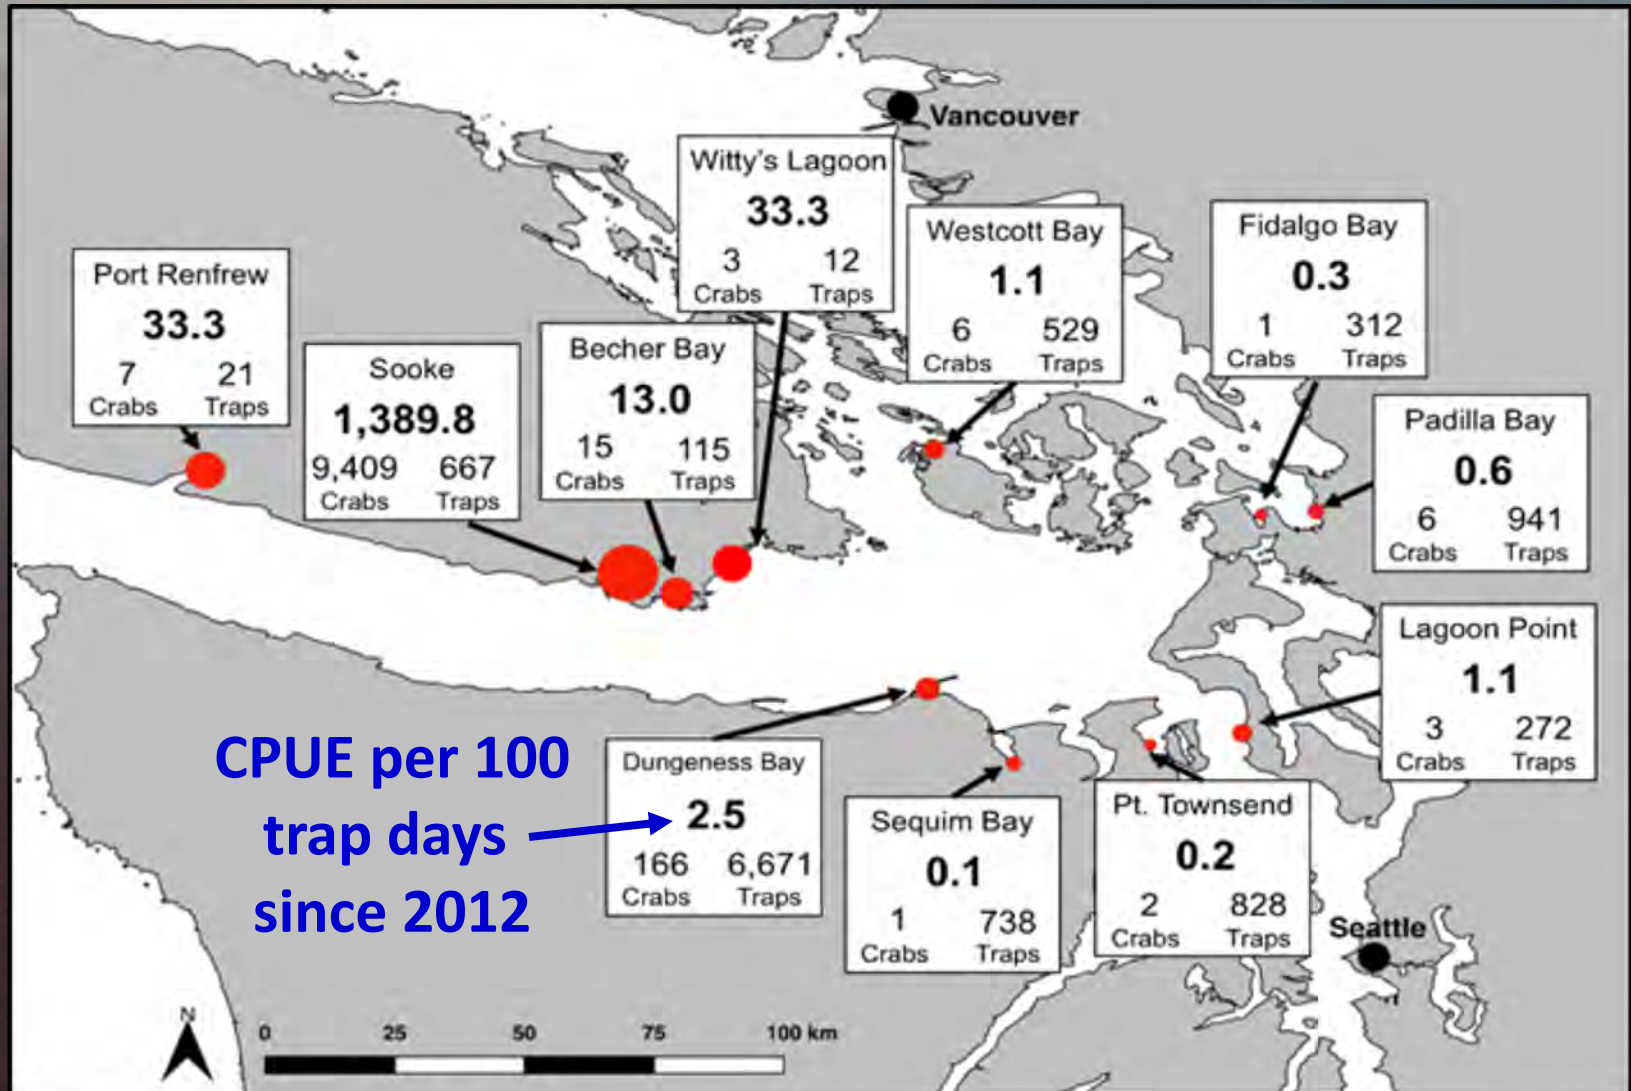 Vancouver
Witty's Lagoon
33.3
3 12
Crabs Traps
Westcott Bay
1.1
6 529
Crabs Traps
Fidalgo Bay
0.3
1 312
Crabs Traps
Port Renfrew
33.3
7 21
Crabs Traps
Sooke
1,389.8
9,409 667
Crabs Traps
Becher Bay
13.0
15 115
Crabs Traps
Padilla Bay
0.6
6 941
Crabs Traps
Lagoon Point
1.1
3 272
Crabs Traps
CPUE per 100
trap days
since 2012
Dungeness Bay
2.5
166 6,671
Crabs Traps
Sequim Bay
0.1
1 738
Crabs Traps
Pt. Townsend
0.2
2 828
Crabs Traps
Seattle
N
0 25 50 75 100 km